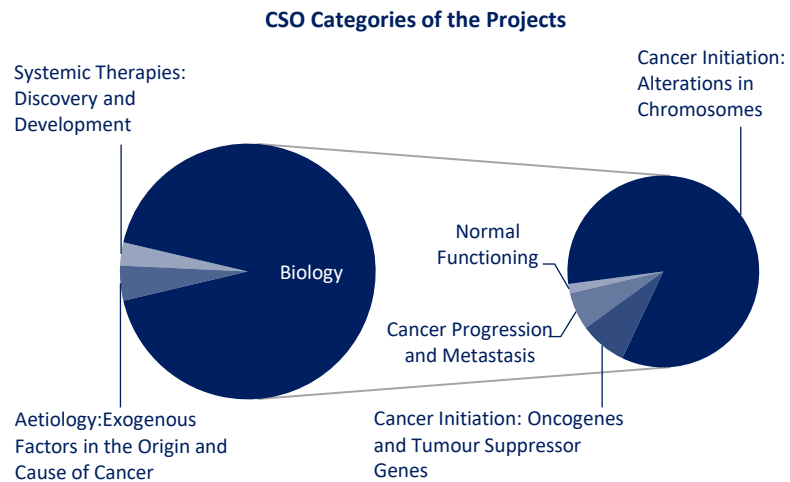 CSO Categories of the Projects
Systemic Therapies:
Discovery and
Development
Cancer Initiation:
Alterations in
Chromosomes
Normal
Functioning
Biology
Cancer Progression
and Metastasis
Aetiology:Exogenous
Factors in the Origin and
Cause of Cancer
Cancer Initiation: Oncogenes
and Tumour Suppressor
Genes